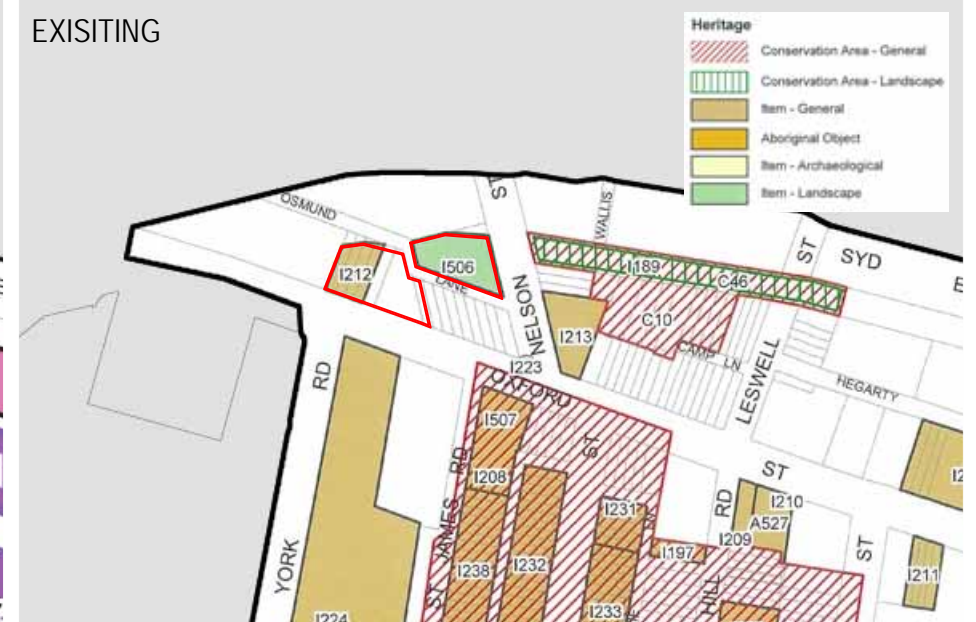 EXISITING
Heritage
Conservation Area - General
Conservation Area - Landscape
Item - General
Aboriginal Object
Item - Archaeological
Item - Landscape
OSMUND
ST
WALLIS
ST
SYD
I212
I506
LANE
I189
C46
NELSON
I213
C10
CAMP LN
LESWELL
HEGARTY
RD
I223
OXFORD
I507
ST
ST
RD
I208
I231
RD
I210
A527
I209
I197
ST
JAMES
YORK
I238
I232
I211
HILL
ST
I233
I224